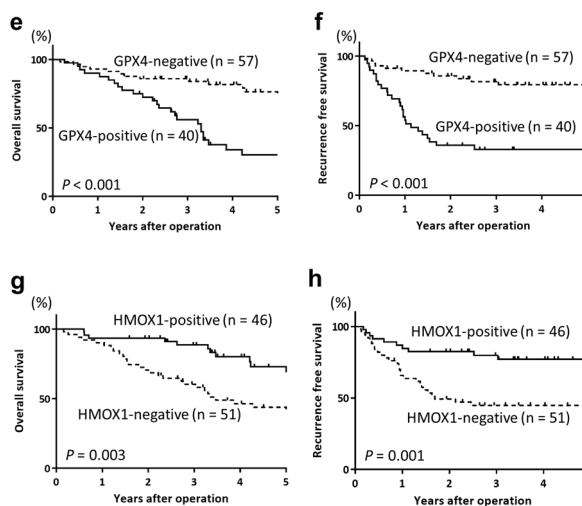 e
(%)
100
50
0 1 2 3 4 5
Overall survival
Years after operation
GPX4-negative (n = 57)
GPX4-positive (n = 40)
P < 0.001
f
(%)
100
50
0 1 2 3 4
Recurrence free survival
Years after operation
GPX4-negative (n = 57)
GPX4-positive (n = 40)
P < 0.001
g
(%)
100
50
0 1 2 3 4 5
Overall survival
Years after operation
HMOX1-positive (n = 46)
HMOX1-negative (n = 51)
P = 0.003
h
(%)
100
50
0 1 2 3 4
Recurrence free survival
Years after operation
HMOX1-positive (n = 46)
HMOX1-negative (n = 51)
P = 0.001